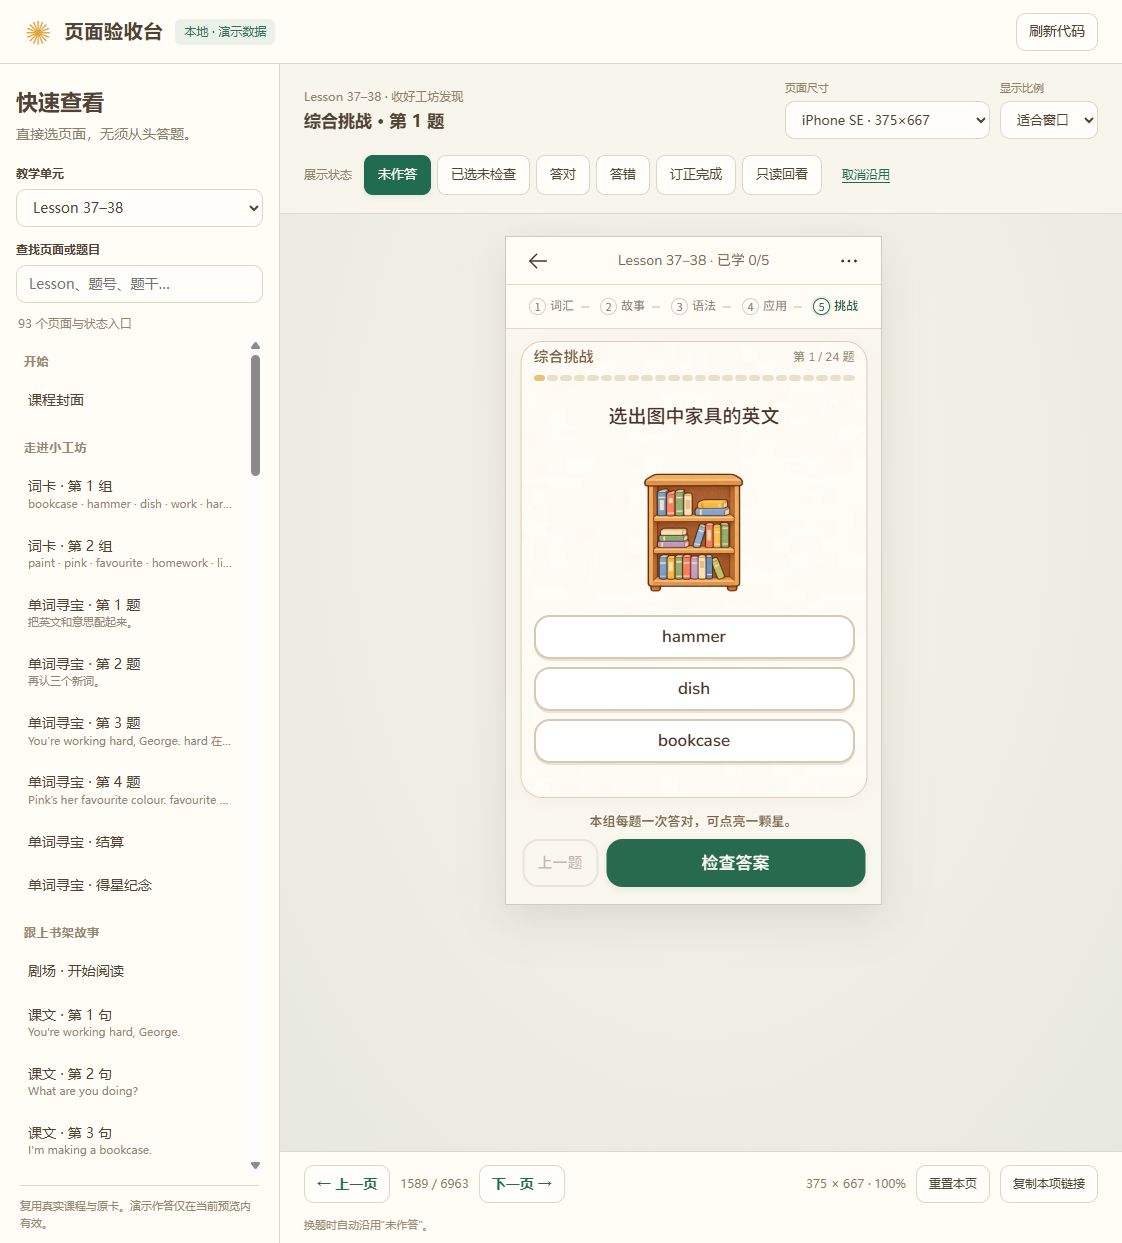 页面验收台
本地 · 演示数据
刷新代码
快速查看
直接选页面，无须从头答题。
教学单元
Lesson 37–38
查找页面或题目
Lesson、题号、题干...
93 个页面与状态入口
开始
课程封面
走进小工坊
词卡 · 第 1 组
bookcase · hammer · dish · work · har...
词卡 · 第 2 组
paint · pink · favourite · homework · li...
单词寻宝 · 第 1 题
把英文和意思配起来。
单词寻宝 · 第 2 题
再认三个新词。
单词寻宝 · 第 3 题
You're working hard, George. hard 在...
单词寻宝 · 第 4 题
Pink's her favourite colour. favourite ...
单词寻宝 · 结算
单词寻宝 · 得星纪念
跟上书架故事
剧场 · 开始阅读
课文 · 第 1 句
You're working hard, George.
课文 · 第 2 句
What are you doing?
课文 · 第 3 句
I'm making a bookcase.
复用真实课程与原卡。演示作答仅在当前预览内
有效。
Lesson 37–38 · 收好工坊发现
综合挑战 • 第 1 题
页面尺寸
iPhone SE · 375×667
显示比例
适合窗口
展示状态
未作答
已选未检查
答对
答错
订正完成
只读回看
取消沿用
Lesson 37–38 · 已学 0/5
1 词汇
2 故事
3 语法
4 应用
5 挑战
综合挑战
第 1 / 24 题
选出图中家具的英文
hammer
dish
bookcase
本组每题一次答对，可点亮一颗星。
上一题
检查答案
← 上一页
1589 / 6963
下一页 →
375 × 667 · 100%
重置本页
复制本项链接
换题时自动沿用“未作答”。